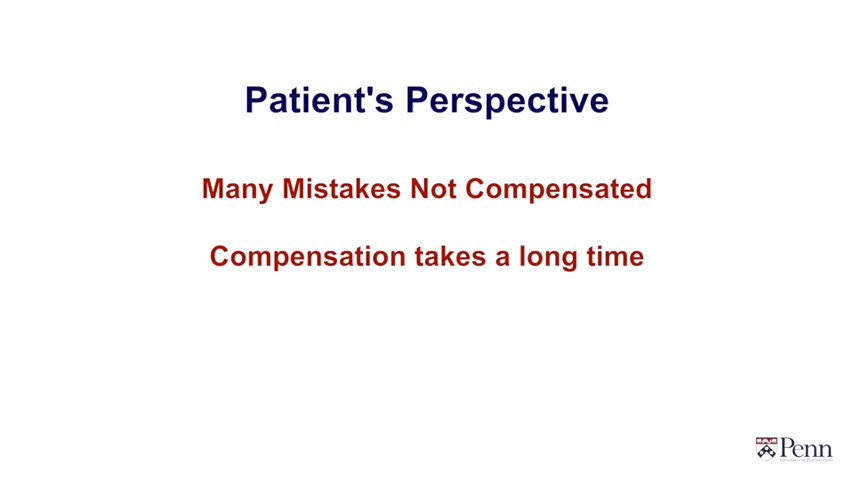 Patient's Perspective
Many Mistakes Not Compensated
Compensation takes a long time
Penn